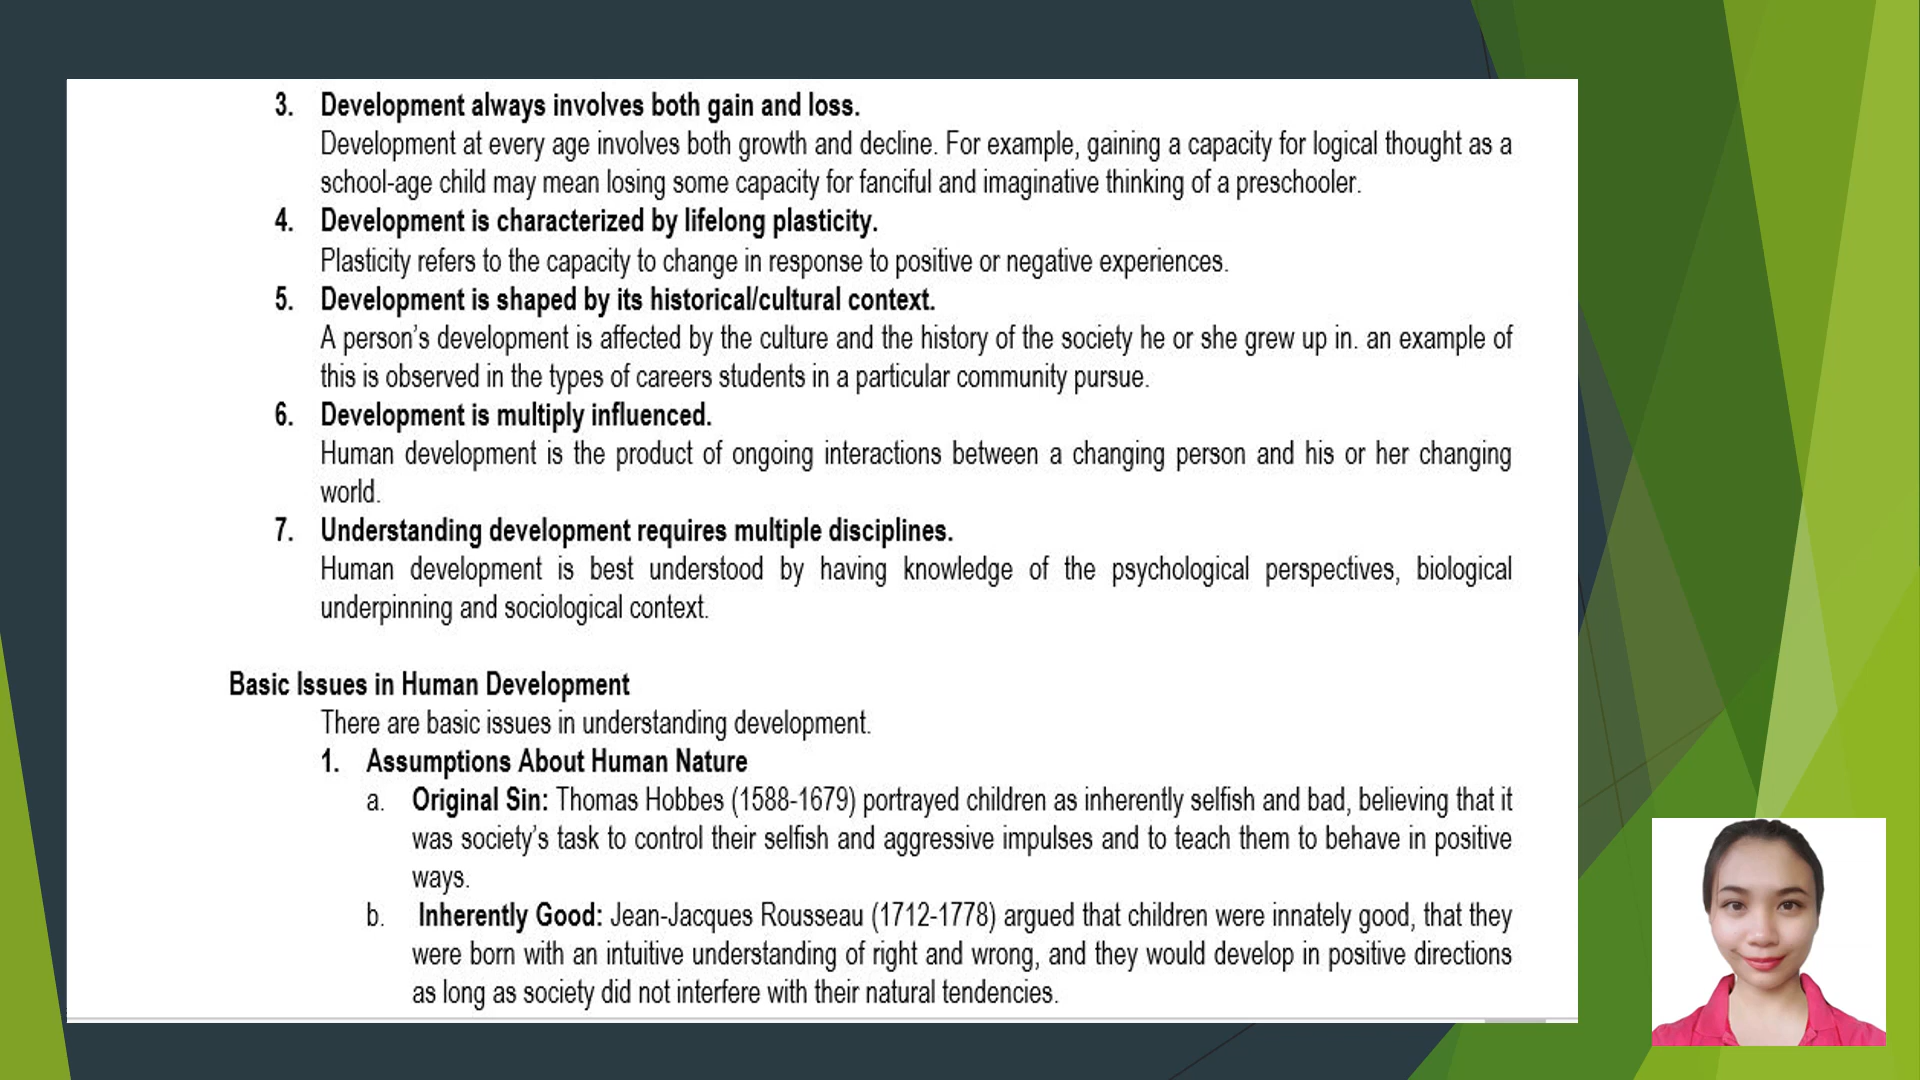 3. Development always involves both gain and loss.
Development at every age involves both growth and decline. For example, gaining a capacity for logical thought as a
school-age child may mean losing some capacity for fanciful and imaginative thinking of a preschooler.
4. Development is characterized by lifelong plasticity.
Plasticity refers to the capacity to change in response to positive or negative experiences.
5. Development is shaped by its historical/cultural context.
A person’s development is affected by the culture and the history of the society he or she grew up in. an example of
this is observed in the types of careers students in a particular community pursue.
6. Development is multiply influenced.
Human development is the product of ongoing interactions between a changing person and his or her changing
world.
7. Understanding development requires multiple disciplines.
Human development is best understood by having knowledge of the psychological perspectives, biological
underpinning and sociological context.
Basic Issues in Human Development
There are basic issues in understanding development.
1. Assumptions About Human Nature
a. Original Sin: Thomas Hobbes (1588-1679) portrayed children as inherently selfish and bad, believing that it
was society’s task to control their selfish and aggressive impulses and to teach them to behave in positive
ways.
b. Inherently Good: Jean-Jacques Rousseau (1712-1778) argued that children were innately good, that they
were born with an intuitive understanding of right and wrong, and they would develop in positive directions
as long as society did not interfere with their natural tendencies.